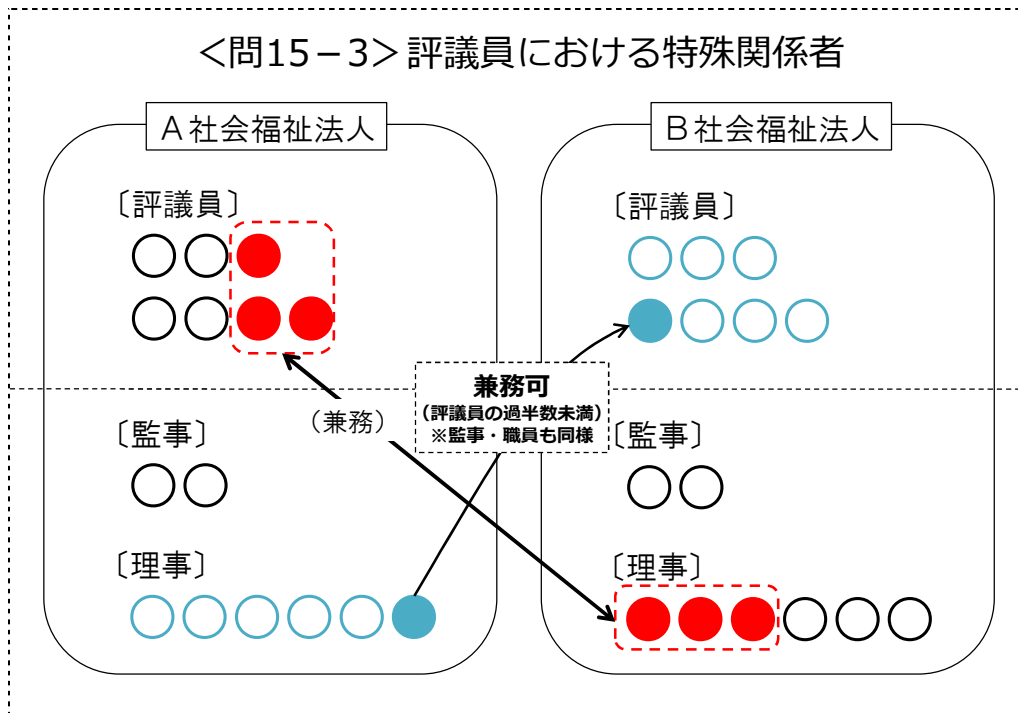 ＜問15－3＞評議員における特殊関係者
Ａ社会福祉法人
Ｂ社会福祉法人
〔評議員〕
〔評議員〕
兼務可
（評議員の過半数未満）
※監事・職員も同様
（兼務）
〔監事〕
〔監事〕
〔理事〕
〔理事〕